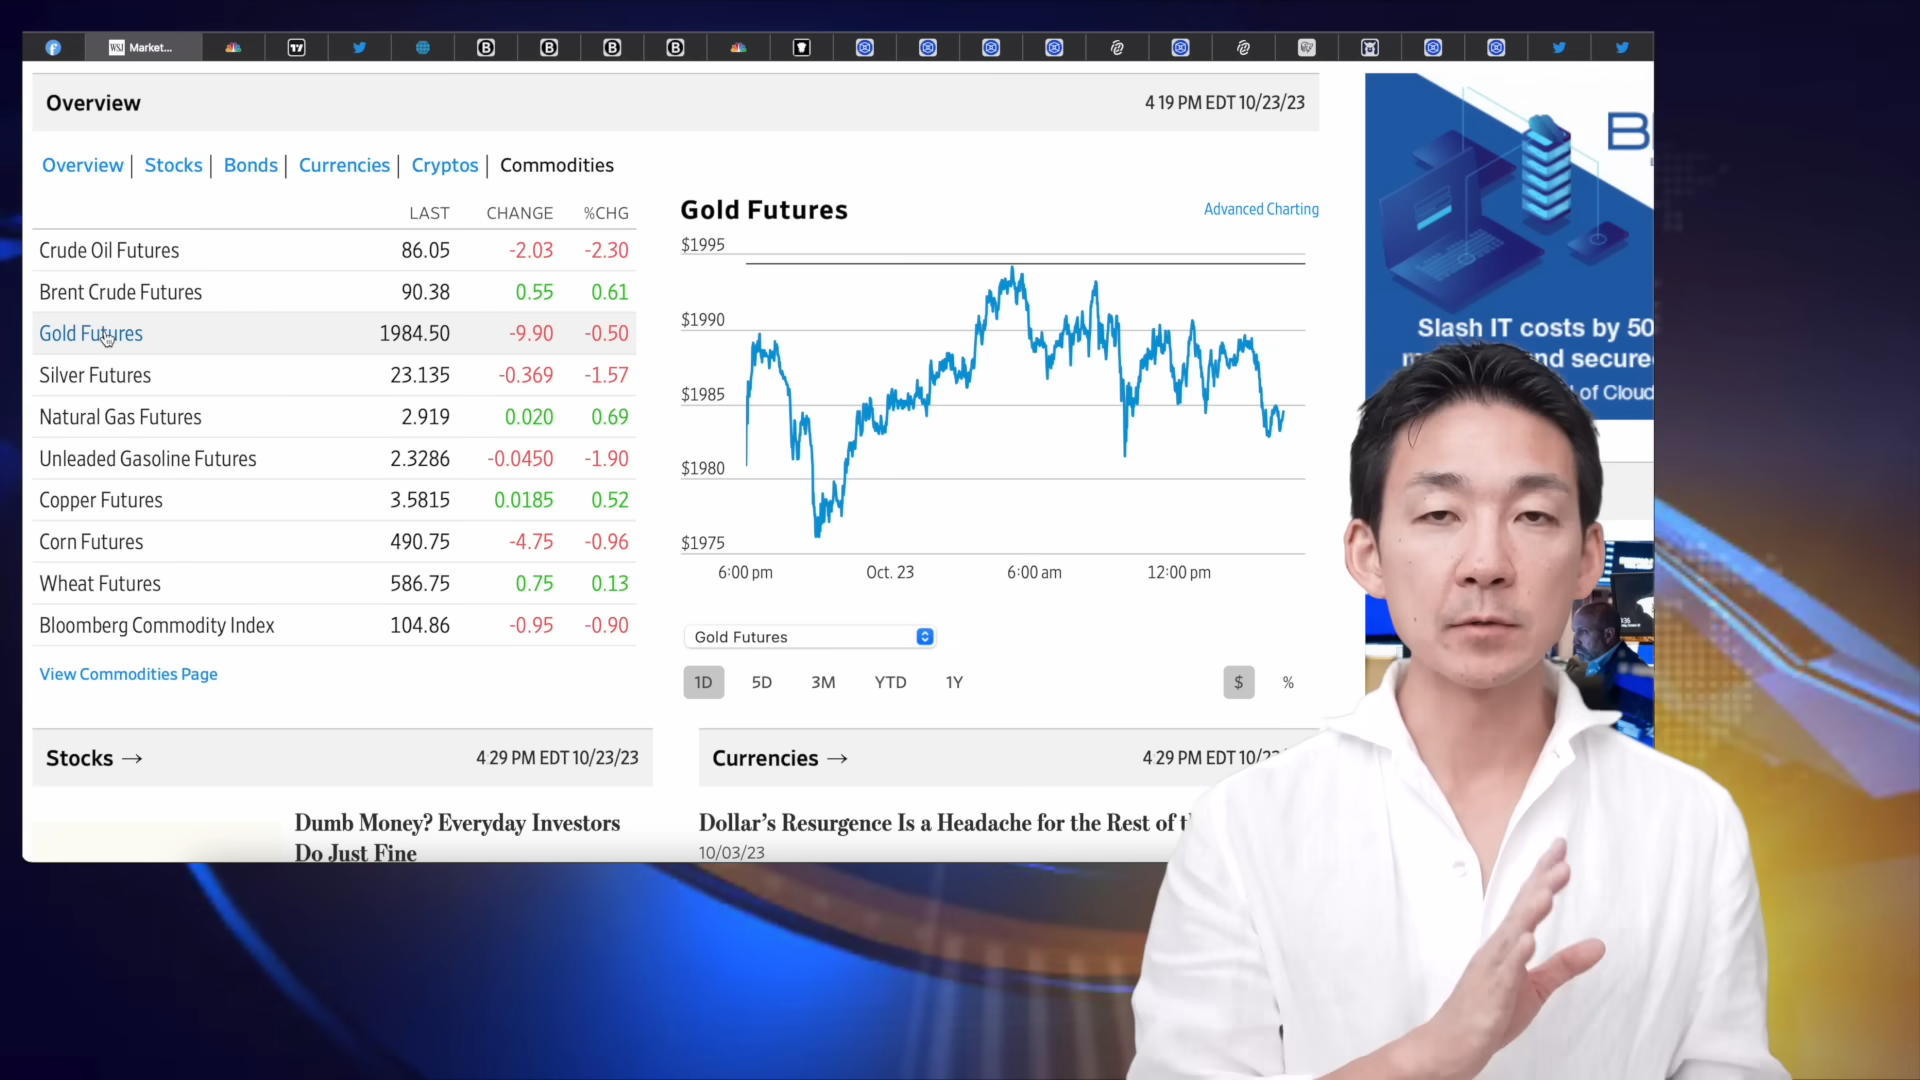 WSJ Market...
Overview
4 19 PM EDT 10/23/23
Overview | Stocks | Bonds | Currencies | Cryptos | Commodities
LAST CHANGE %CHG
Crude Oil Futures 86.05 -2.03 -2.30
Brent Crude Futures 90.38 0.55 0.61
Gold Futures 1984.50 -9.90 -0.50
Silver Futures 23.135 -0.369 -1.57
Natural Gas Futures 2.919 0.020 0.69
Unleaded Gasoline Futures 2.3286 -0.0450 -1.90
Copper Futures 3.5815 0.0185 0.52
Corn Futures 490.75 -4.75 -0.96
Wheat Futures 586.75 0.75 0.13
Bloomberg Commodity Index 104.86 -0.95 -0.90
View Commodities Page
Gold Futures
Advanced Charting
$1995
$1990
$1985
$1980
$1975
6:00 pm Oct. 23 6:00 am 12:00 pm
Gold Futures
1D 5D 3M YTD 1Y $ %
Slash IT costs by 50
nd secure
of Cloud
Stocks →
4 29 PM EDT 10/23/23
Dumb Money? Everyday Investors
Do Just Fine
Currencies →
4 29 PM EDT 10/23
Dollar's Resurgence Is a Headache for the Rest of t
10/03/23